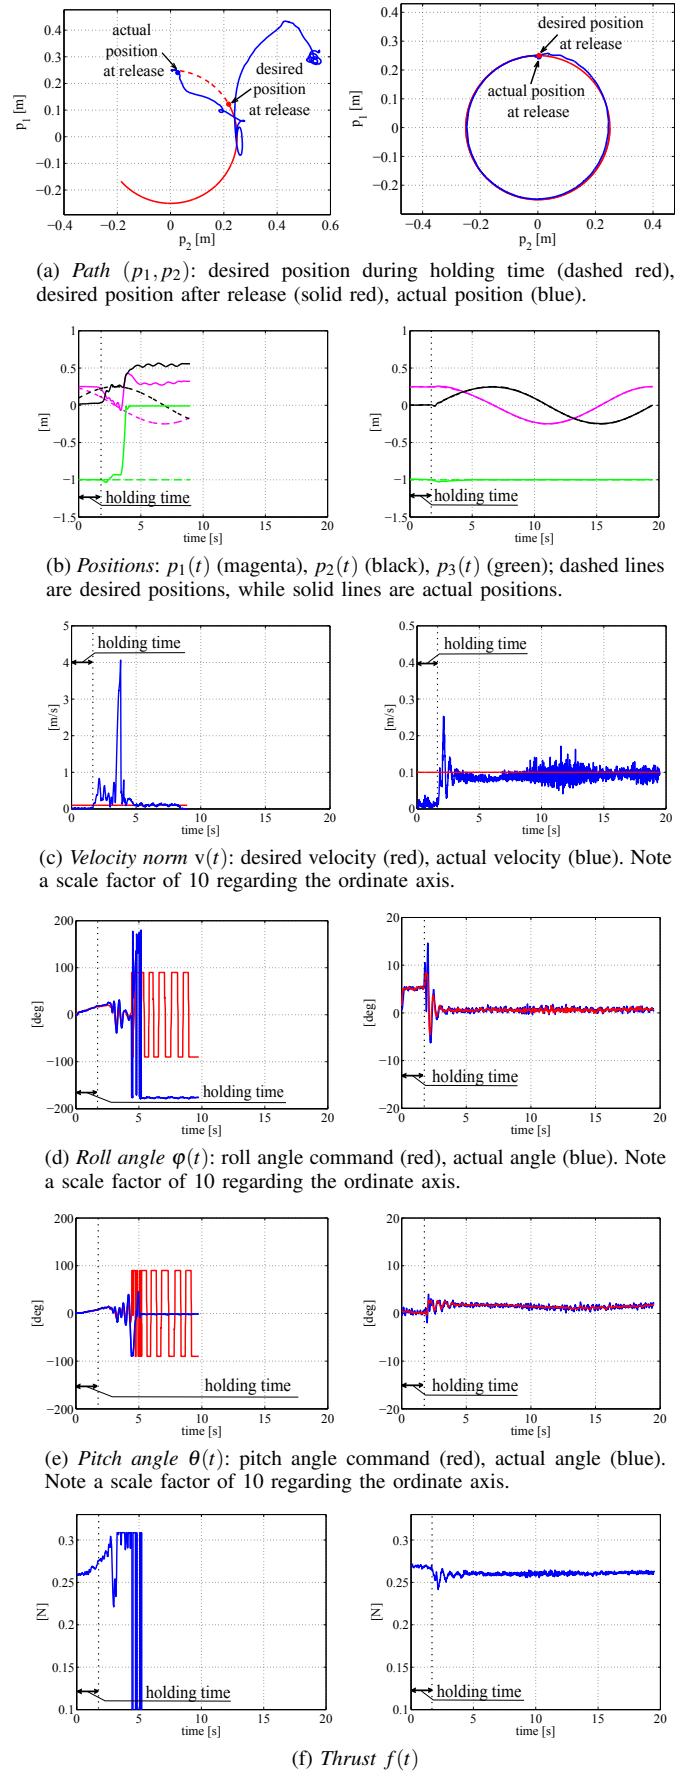 0.4
0.3
0.2
0.1
0
−0.1
−0.2
p1 [m]
−0.4
−0.2
0
0.2
0.4
0.6
p2 [m]
actual
position
at release
desired
position
at release
0.4
0.2
0
−0.2
p1 [m]
−0.4
−0.2
0
0.2
0.4
p2 [m]
desired position
at release
actual position
at release
(a) Path (p1, p2): desired position during holding time (dashed red),
desired position after release (solid red), actual position (blue).
1
0.5
0
−0.5
−1
−1.5
[m]
holding time
0
5
10
15
20
time [s]
1
0.5
0
−0.5
−1
−1.5
[m]
holding time
0
5
10
15
20
time [s]
(b) Positions: p1(t) (magenta), p2(t) (black), p3(t) (green); dashed lines
are desired positions, while solid lines are actual positions.
5
4
3
2
1
0
[m/s]
holding time
0
5
10
15
20
time [s]
0.5
0.4
0.3
0.2
0.1
0
[m/s]
holding time
0
5
10
15
20
time [s]
(c) Velocity norm v(t): desired velocity (red), actual velocity (blue). Note
a scale factor of 10 regarding the ordinate axis.
200
100
0
−100
−200
[deg]
holding time
0
5
10
15
20
time [s]
20
10
0
−10
−20
[deg]
holding time
0
5
10
15
20
time [s]
(d) Roll angle φ(t): roll angle command (red), actual angle (blue). Note
a scale factor of 10 regarding the ordinate axis.
200
100
0
−100
−200
[deg]
holding time
0
5
10
15
20
time [s]
20
10
0
−10
−20
[deg]
holding time
0
5
10
15
20
time [s]
(e) Pitch angle θ(t): pitch angle command (red), actual angle (blue).
Note a scale factor of 10 regarding the ordinate axis.
0.3
0.25
0.2
0.15
0.1
[N]
holding time
0
5
10
15
20
time [s]
0.3
0.25
0.2
0.15
0.1
[N]
holding time
0
5
10
15
20
time [s]
(f) Thrust f(t)